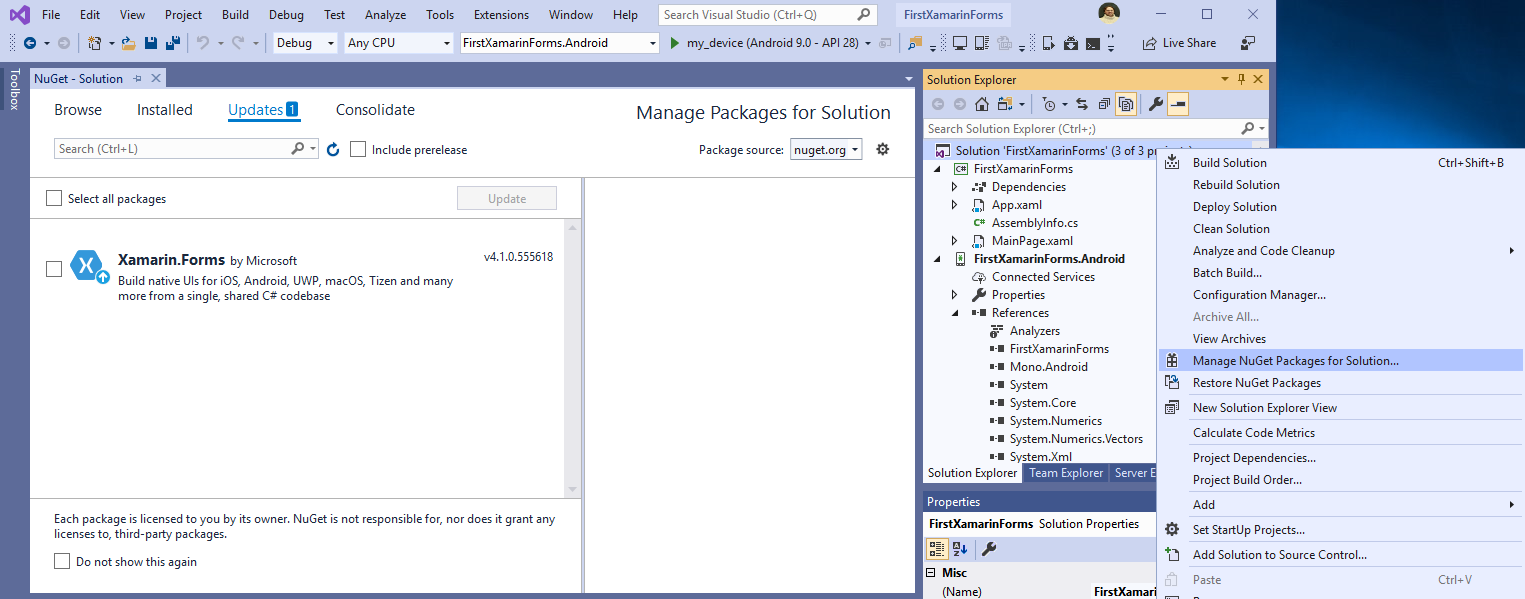 File Edit View Project Build Debug Test Analyze Tools Extensions Window Help Search Visual Studio (Ctrl+Q) FirstXamarinForms
Debug Any CPU FirstXamarinForms.Android my_device (Android 9.0 - API 28) Live Share
Toolbox
NuGet - Solution
Browse Installed Updates 1 Consolidate
Manage Packages for Solution
Search (Ctrl+L) Include prerelease
Package source: nuget.org
Select all packages Update
Xamarin.Forms by Microsoft v4.1.0.555618
Build native UIs for iOS, Android, UWP, macOS, Tizen and many
more from a single, shared C# codebase
Each package is licensed to you by its owner. NuGet is not responsible for, nor does it grant any
licenses to, third-party packages.
Do not show this again
Solution Explorer
Search Solution Explorer (Ctrl+;)
Solution 'FirstXamarinForms' (3 of 3
C# FirstXamarinForms
Dependencies
App.xaml
C# AssemblyInfo.cs
MainPage.xaml
FirstXamarinForms.Android
Connected Services
Properties
References
Analyzers
FirstXamarinForms
Mono.Android
System
System.Core
System.Numerics
System.Numerics.Vectors
System.Xml
Solution Explorer Team Explorer Server E
Properties
FirstXamarinForms Solution Properties
Misc
(Name) FirstXamari
Build Solution Ctrl+Shift+B
Rebuild Solution
Deploy Solution
Clean Solution
Analyze and Code Cleanup
Batch Build...
Configuration Manager...
Archive All...
View Archives
Manage NuGet Packages for Solution...
Restore NuGet Packages
New Solution Explorer View
Calculate Code Metrics
Project Dependencies...
Project Build Order...
Add
Set StartUp Projects...
Add Solution to Source Control...
Paste Ctrl+V